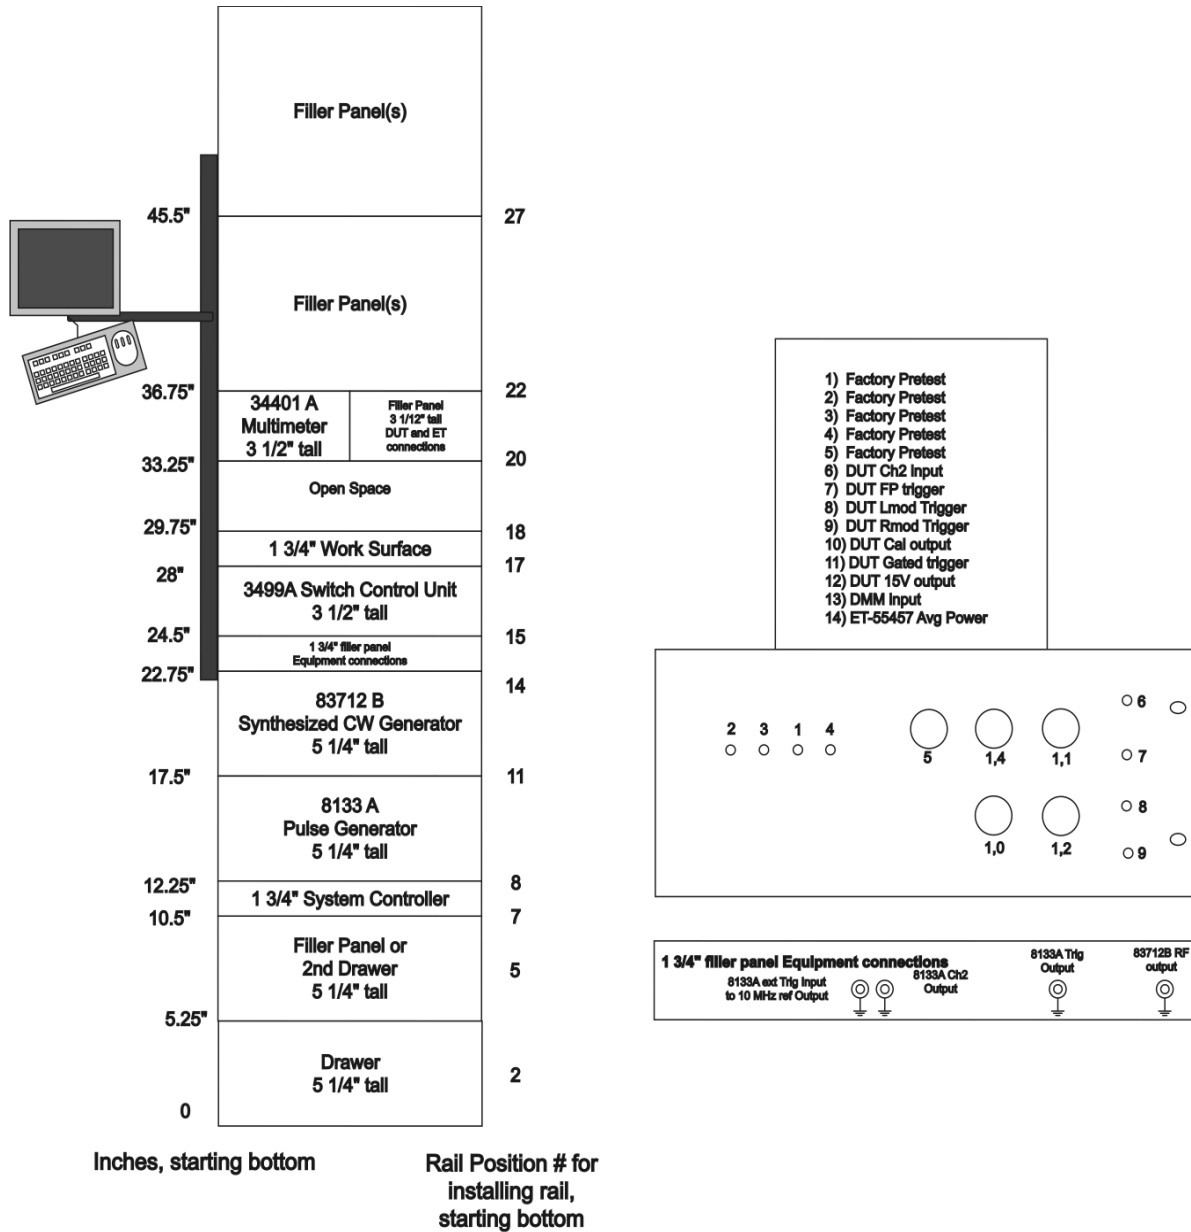 Filler Panel(s)
45.5"
27
Filler Panel(s)
36.75"
22
34401 A
Multimeter
3 1/2" tall
Filler Panel
3 1/12" tall
DUT and ET
connections
33.25"
20
Open Space
29.75"
18
1 3/4" Work Surface
28"
17
3499A Switch Control Unit
3 1/2" tall
24.5"
15
1 3/4" filler panel
Equipment connections
22.75"
14
83712 B
Synthesized CW Generator
5 1/4" tall
17.5"
11
8133 A
Pulse Generator
5 1/4" tall
12.25"
8
1 3/4" System Controller
10.5"
7
Filler Panel or
2nd Drawer
5 1/4" tall
5
5.25"
Drawer
5 1/4" tall
2
0
Inches, starting bottom
Rail Position # for
installing rail,
starting bottom
1) Factory Pretest
2) Factory Pretest
3) Factory Pretest
4) Factory Pretest
5) Factory Pretest
6) DUT Ch2 Input
7) DUT FP trigger
8) DUT Lmod Trigger
9) DUT Rmod Trigger
10) DUT Cal output
11) DUT Gated trigger
12) DUT 15V output
13) DMM Input
14) ET-55457 Avg Power
2 3 1 4
5 1,4 1,1
1,0 1,2
6
7
8
9
1 3/4" filler panel Equipment connections
8133A ext Trig Input
to 10 MHz ref Output
8133A Ch2
Output
8133A Trig
Output
83712B RF
output